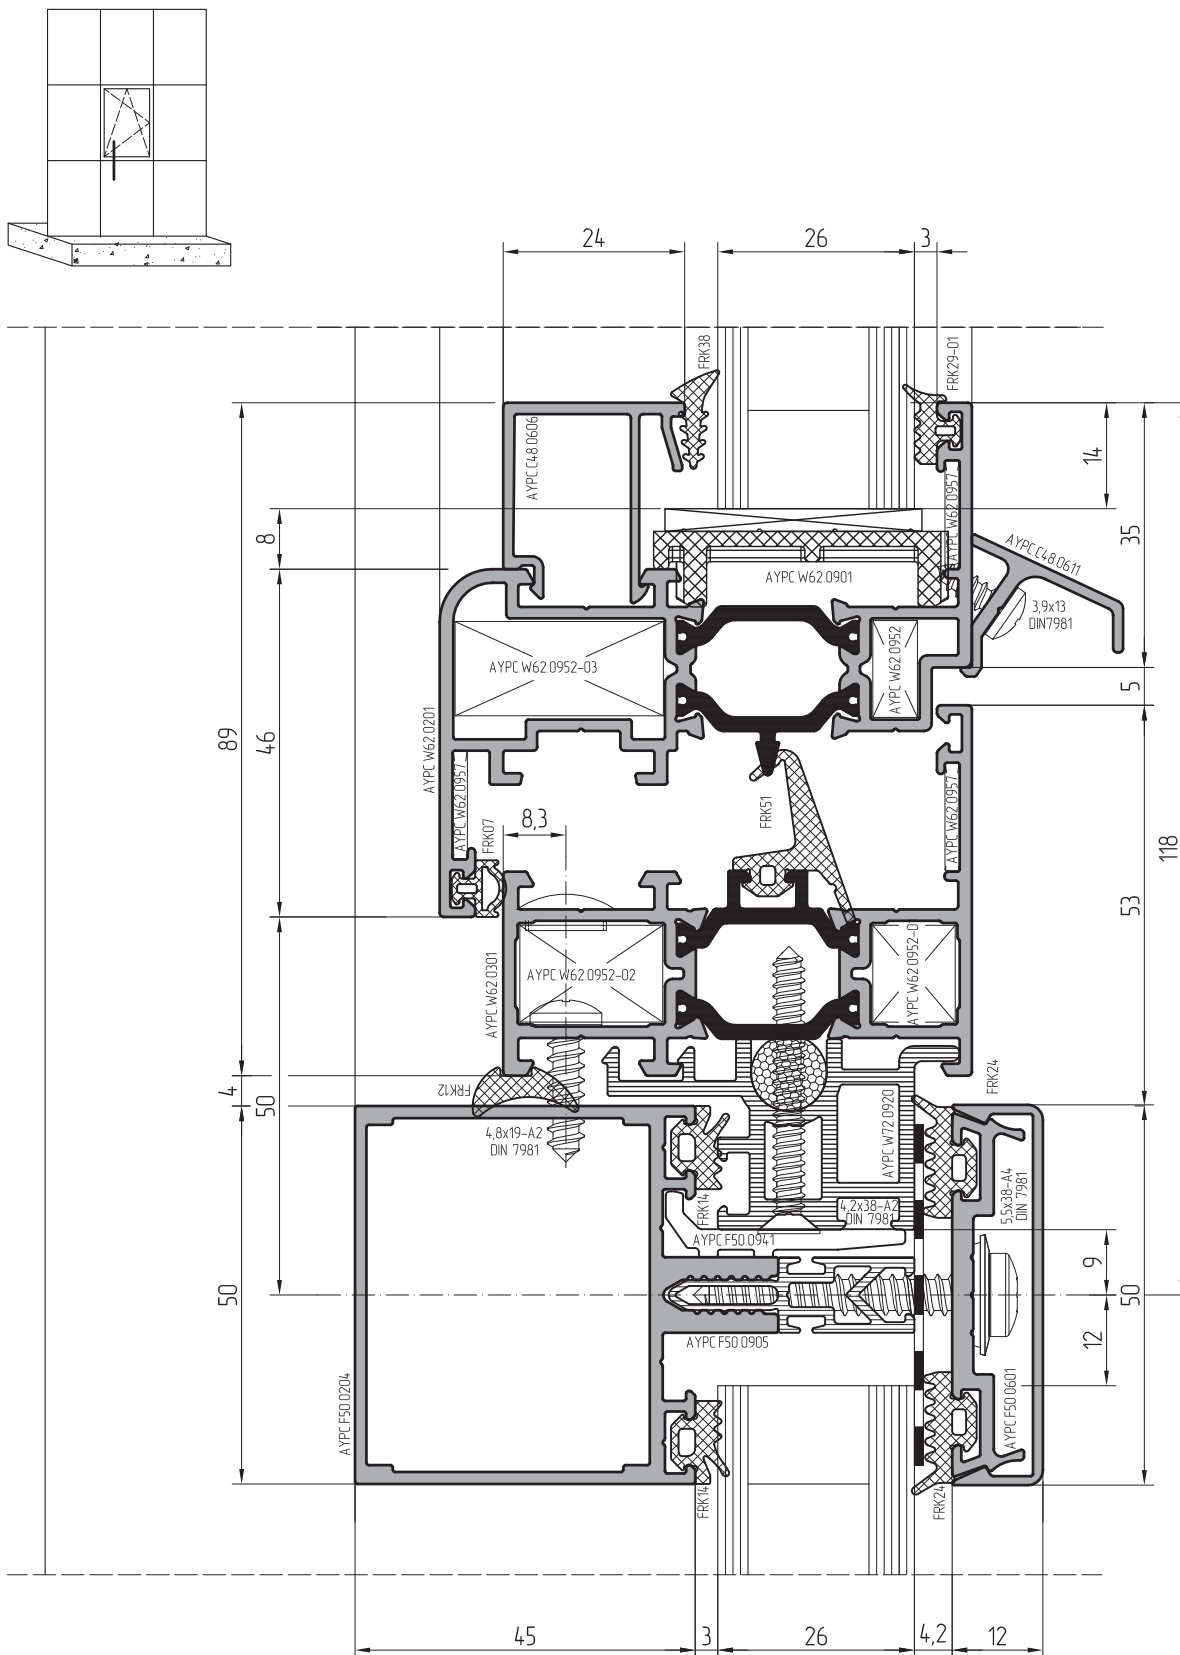 24
26
3
FRK38
FRK29-01
AYPC.C48.0606
14
35
8
AYPC.W62.0957
AYPC.C48.0611
AYPC.W62.0901
3,9x13
DIN7981
AYPC.W62.0952-03
AYPC.W62.0952
5
89
46
AYPC.W62.0201
AYPC.W62.0957
FRK07
8,3
FRK51
AYPC.W62.0957
118
53
AYPC.W62.0301
AYPC.W62.0952-02
AYPC.W62.0952-0
4
50
FRK12
FRK24
4,8x19-A2
DIN 7981
AYPC.W72.0920
FRK14
4,2x38-A2
DIN 7981
5,5x38-A4
DIN 7981
AYPC.F50.0941
9
50
50
12
AYPC.F50.0905
AYPC.F50.0204
AYPC.F50.0601
FRK14
FRK24
45
3
26
4,2
12